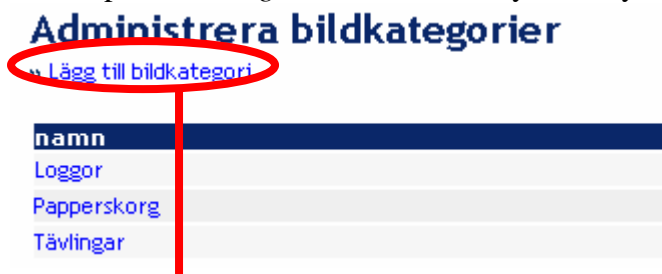 Administrera bildkategorier
» Lägg till bildkategori
namn
Loggor
Papperskorg
Tävlingar